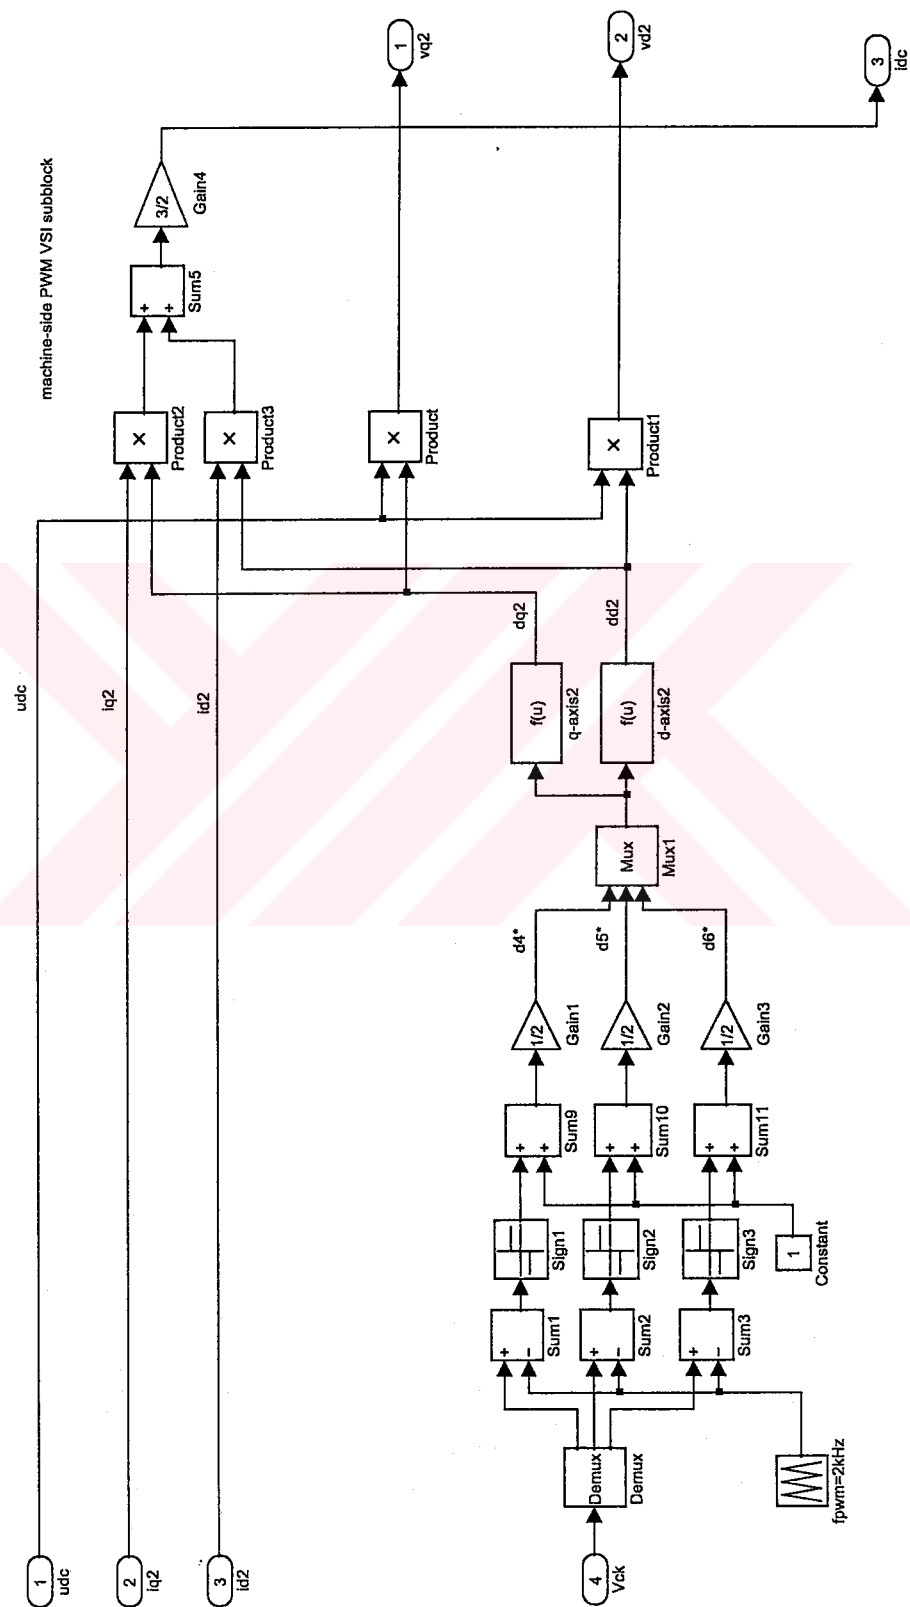 machine-side PWM VSI subblock
1
udc
udc
2
iq2
iq2
3
id2
id2
4
Vck
Demux
Demux
fpwm=2kHz
+
-
Sum1
+
-
Sum2
+
-
Sum3
Sign1
Sign2
Sign3
1
Constant
+
+
Sum9
+
+
Sum10
+
+
Sum11
1/2
Gain1
1/2
Gain2
1/2
Gain3
d4*
d5*
d6*
Mux
Mux1
f(u)
q-axis2
f(u)
d-axis2
dq2
dd2
×
Product2
×
Product3
×
Product
×
Product1
+
+
Sum5
3/2
Gain4
1
vq2
2
vd2
3
idc